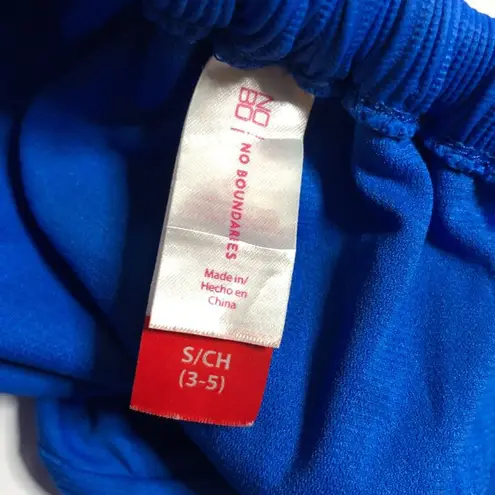 NO
BO
NO BOUNDARIES
Made in/
Hecho en
China
S/CH
(3-5)